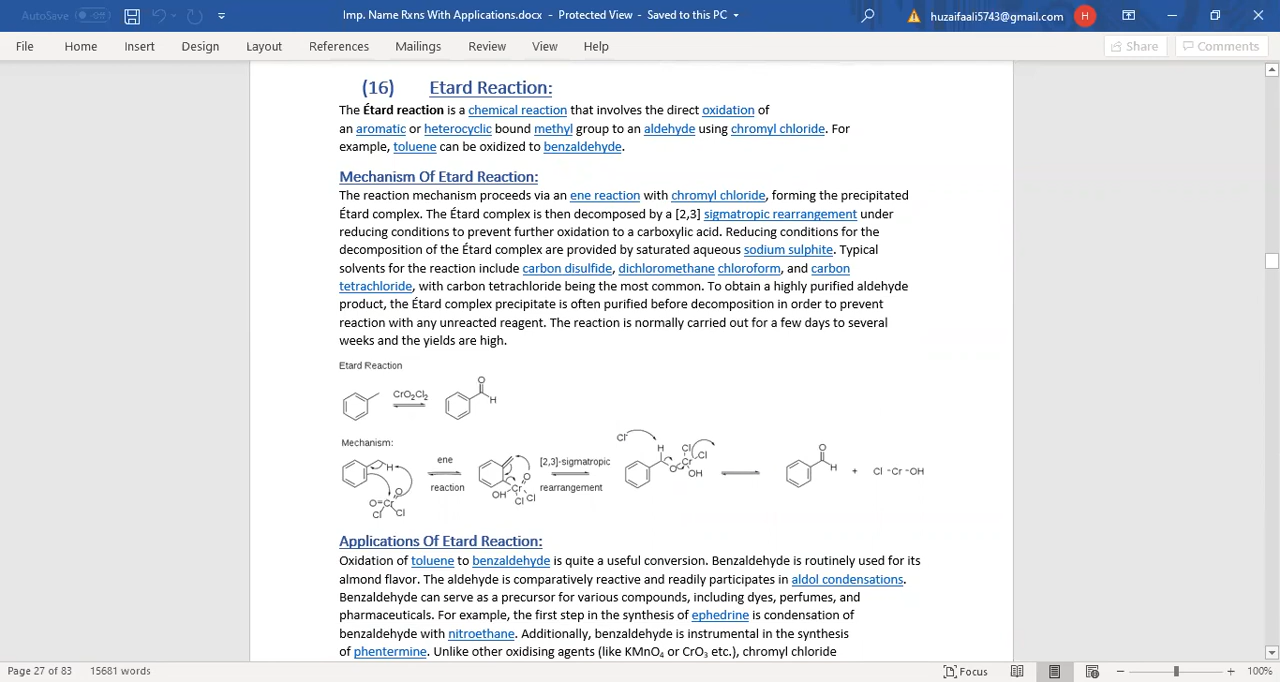 AutoSave Off
Imp. Name Rxns With Applications.docx - Protected View - Saved to this PC
huzaifaali5743@gmail.com H
File Home Insert Design Layout References Mailings Review View Help Share Comments
(16) Etard Reaction:
The Étard reaction is a chemical reaction that involves the direct oxidation of
an aromatic or heterocyclic bound methyl group to an aldehyde using chromyl chloride. For
example, toluene can be oxidized to benzaldehyde.
Mechanism Of Etard Reaction:
The reaction mechanism proceeds via an ene reaction with chromyl chloride, forming the precipitated
Étard complex. The Étard complex is then decomposed by a [2,3] sigmatropic rearrangement under
reducing conditions to prevent further oxidation to a carboxylic acid. Reducing conditions for the
decomposition of the Étard complex are provided by saturated aqueous sodium sulphite. Typical
solvents for the reaction include carbon disulfide, dichloromethane chloroform, and carbon
tetrachloride, with carbon tetrachloride being the most common. To obtain a highly purified aldehyde
product, the Étard complex precipitate is often purified before decomposition in order to prevent
reaction with any unreacted reagent. The reaction is normally carried out for a few days to several
weeks and the yields are high.
Etard Reaction
CrO₂Cl₂
O
H
Mechanism:
H
O=Cr
O
Cl Cl
ene
reaction
O
OH Cr
Cl Cl
[2,3]-sigmatropic
rearrangement
Cl
H Cl
Cl
O Cr
OH
O
H
+ Cl -Cr -OH
Applications Of Etard Reaction:
Oxidation of toluene to benzaldehyde is quite a useful conversion. Benzaldehyde is routinely used for its
almond flavor. The aldehyde is comparatively reactive and readily participates in aldol condensations.
Benzaldehyde can serve as a precursor for various compounds, including dyes, perfumes, and
pharmaceuticals. For example, the first step in the synthesis of ephedrine is condensation of
benzaldehyde with nitroethane. Additionally, benzaldehyde is instrumental in the synthesis
of phentermine. Unlike other oxidising agents (like KMnO₄ or CrO₃ etc.), chromyl chloride
Page 27 of 83 15681 words Focus 100%